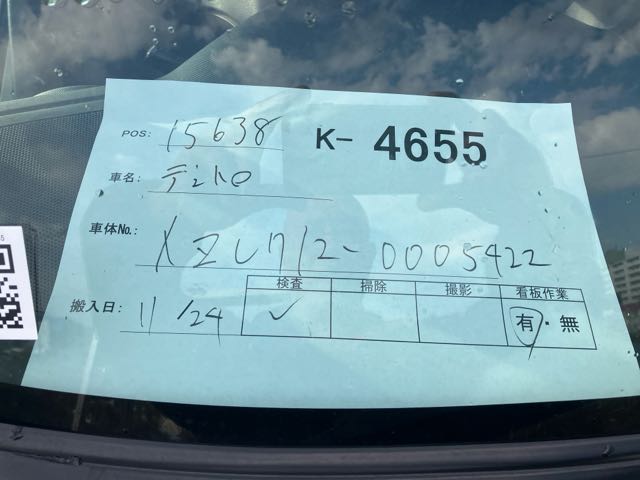 POS: 15638 K- 4655
車名: デュトロ
車体No.: XZU712-0005422
検査 掃除 撮影 看板作業
搬入日: 11/24 ✓ 有・無